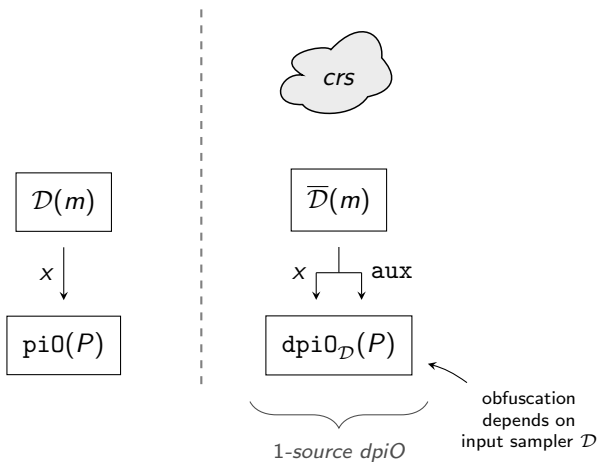 crs
𝒟(m)
𝒟̅(m)
x
x
aux
piO(P)
dpiO_𝒟(P)
obfuscation
depends on
input sampler 𝒟
1-source dpiO